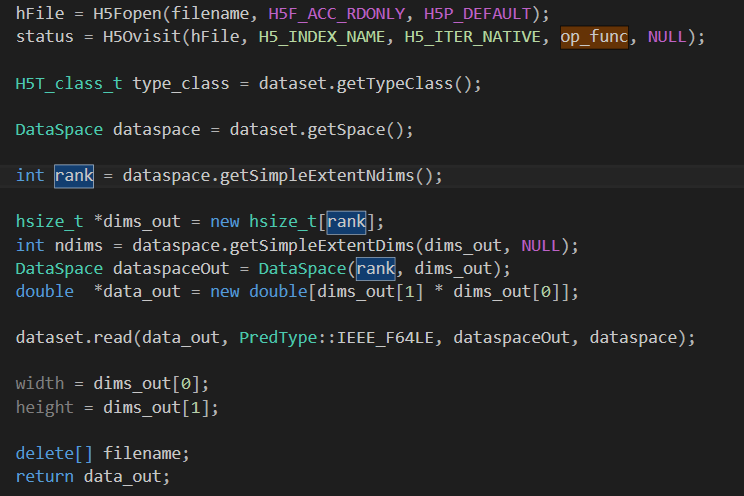 hFile = H5Fopen(filename, H5F_ACC_RDONLY, H5P_DEFAULT);
status = H5Ovisit(hFile, H5_INDEX_NAME, H5_ITER_NATIVE, op_func, NULL);
H5T_class_t type_class = dataset.getTypeClass();
DataSpace dataspace = dataset.getSpace();
int rank = dataspace.getSimpleExtentNdims();
hsize_t *dims_out = new hsize_t[rank];
int ndims = dataspace.getSimpleExtentDims(dims_out, NULL);
DataSpace dataspaceOut = DataSpace(rank, dims_out);
double  *data_out = new double[dims_out[1] * dims_out[0]];
dataset.read(data_out, PredType::IEEE_F64LE, dataspaceOut, dataspace);
width = dims_out[0];
height = dims_out[1];
delete[] filename;
return data_out;